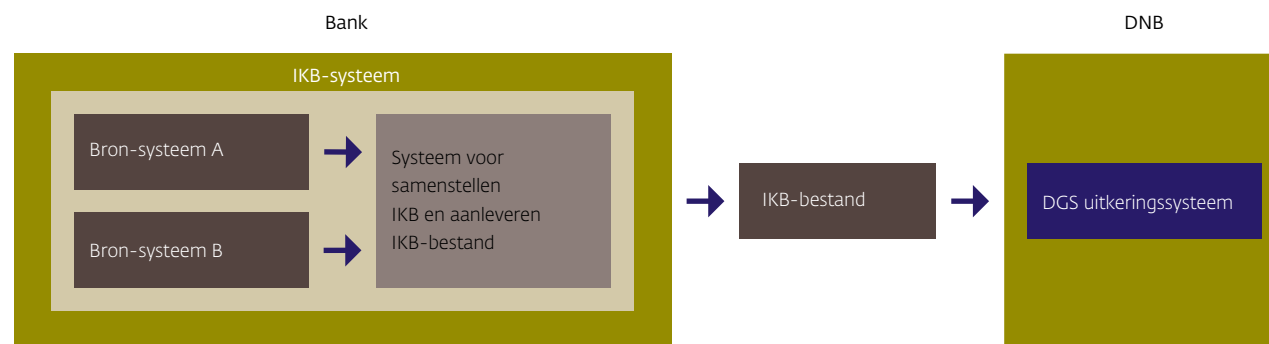 Bank
DNB
IKB-systeem
Bron-systeem A
Bron-systeem B
Systeem voor
samenstellen
IKB en aanleveren
IKB-bestand
IKB-bestand
DGS uitkeringssysteem